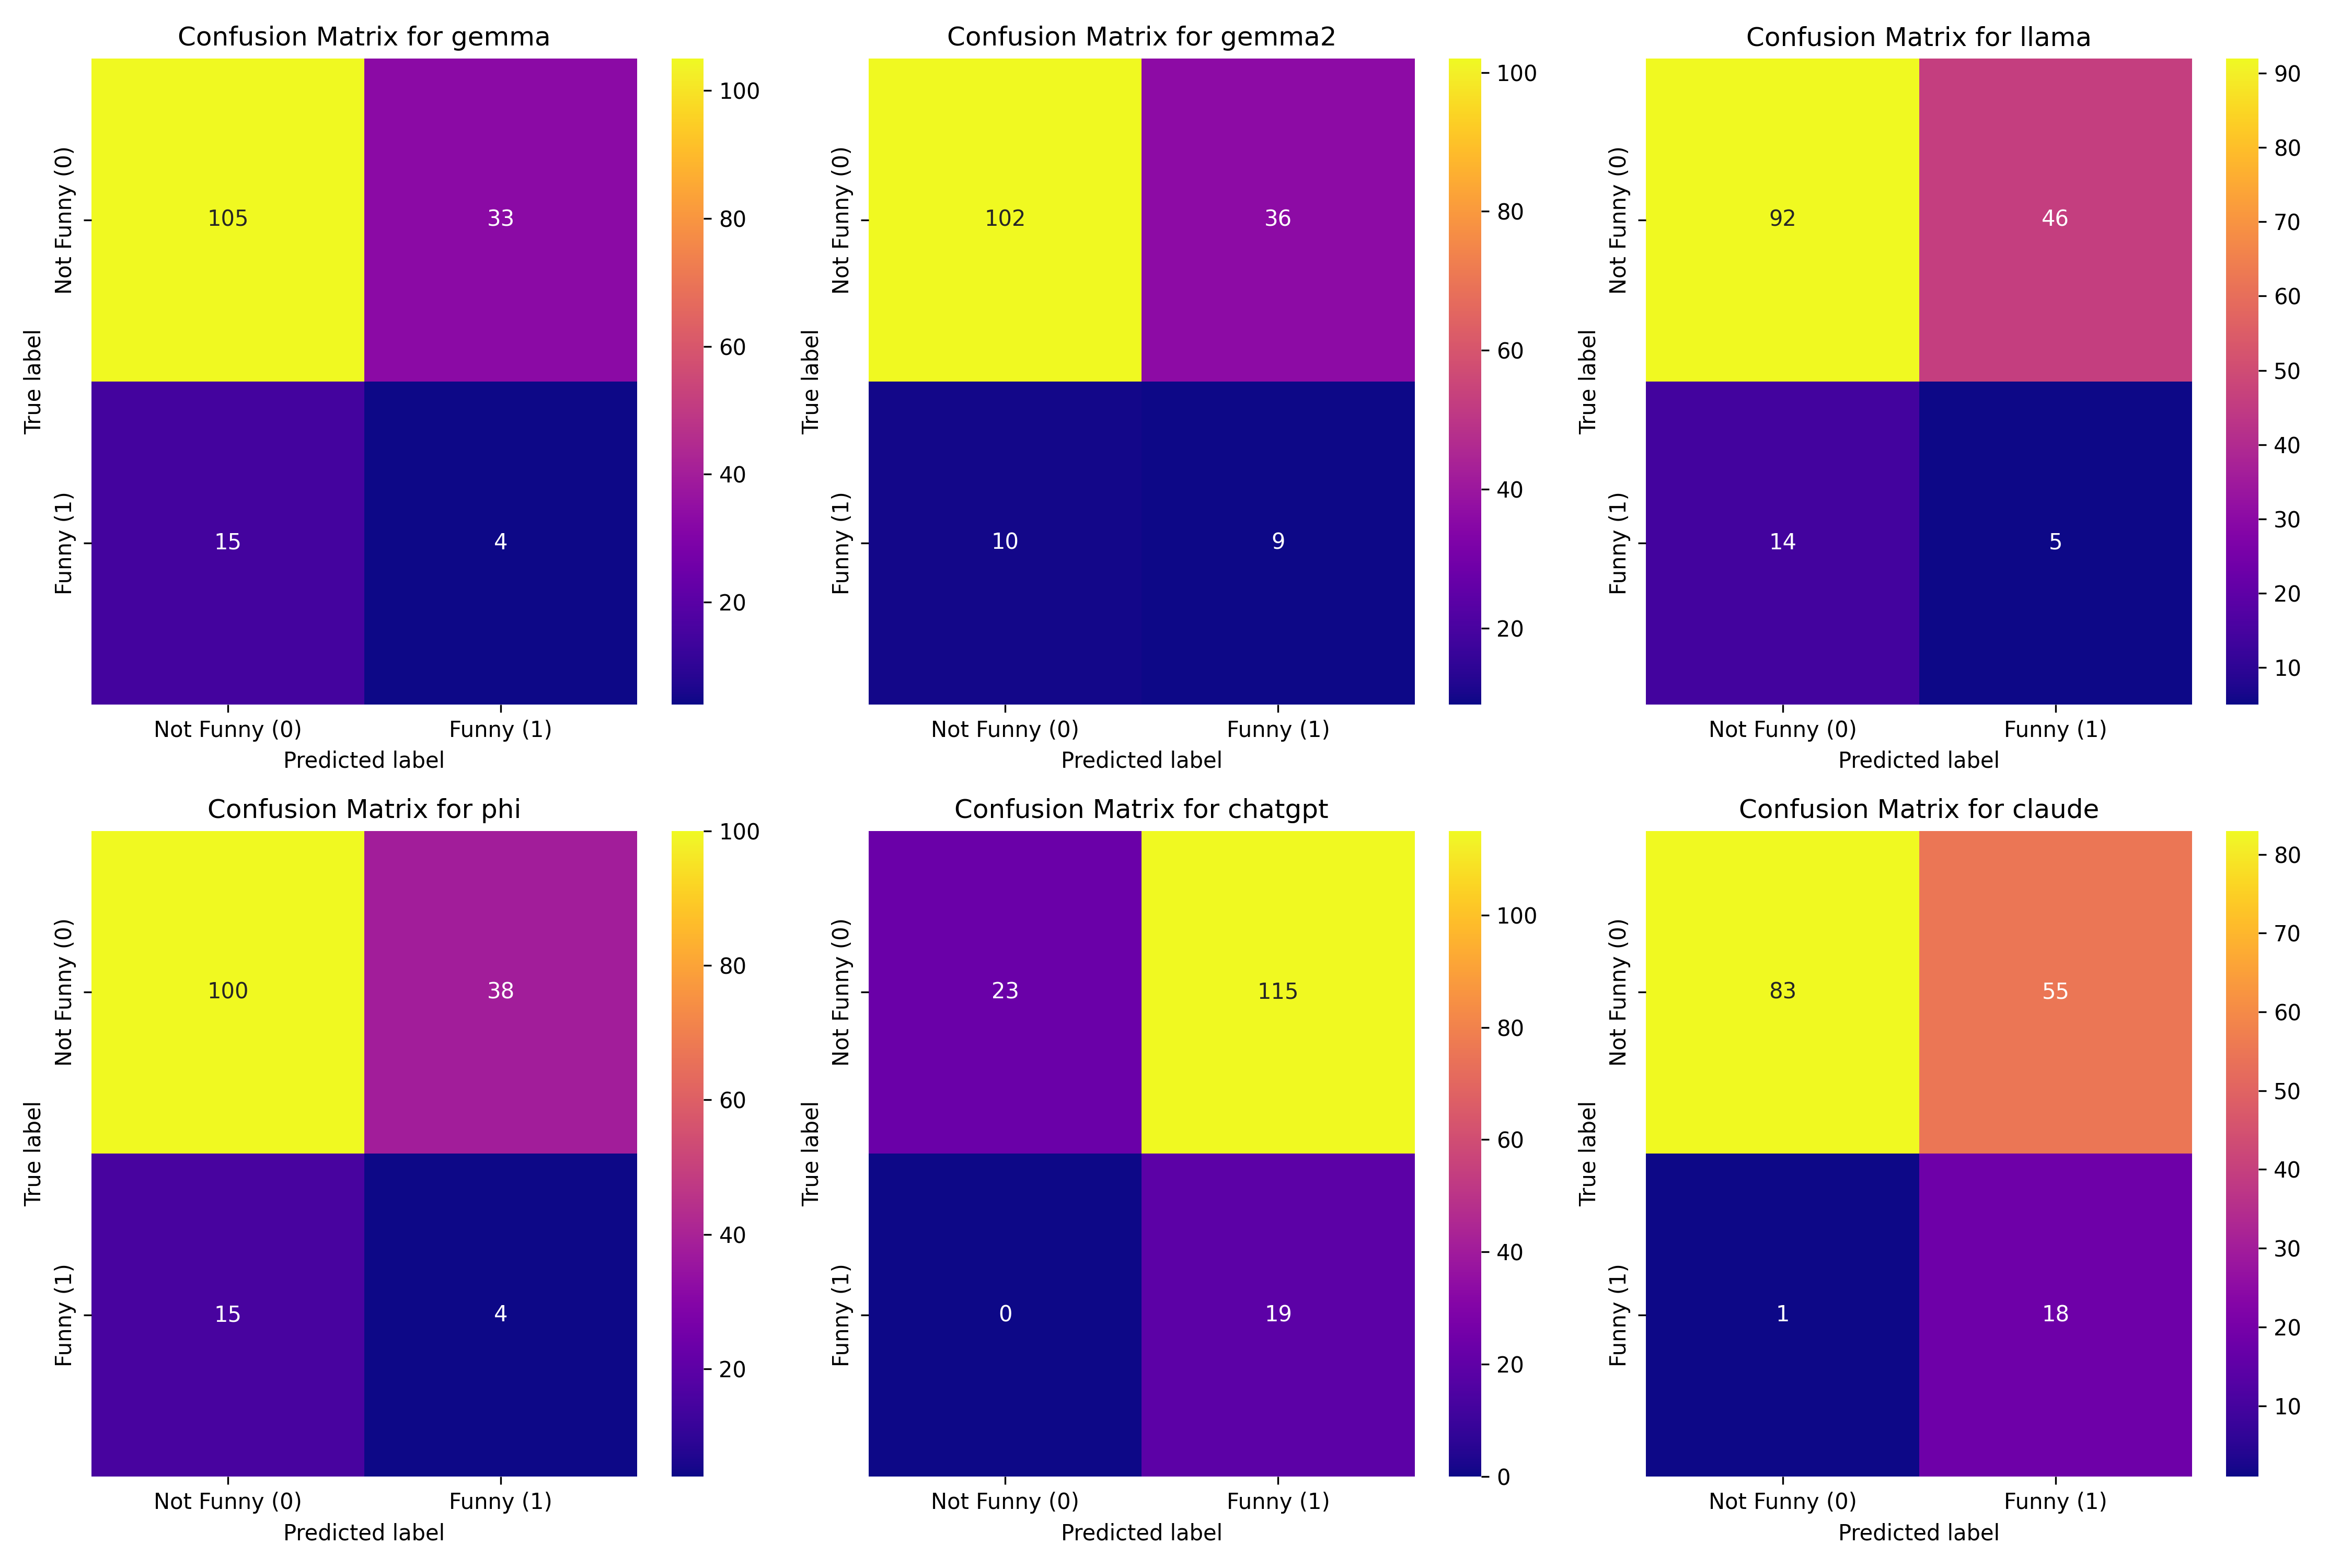 Confusion Matrix for gemma
Not Funny (0)
Funny (1)
True label
105
33
15
4
Not Funny (0)
Funny (1)
Predicted label
100
80
60
40
20
Confusion Matrix for gemma2
Not Funny (0)
Funny (1)
True label
102
36
10
9
Not Funny (0)
Funny (1)
Predicted label
100
80
60
40
20
Confusion Matrix for llama
Not Funny (0)
Funny (1)
True label
92
46
14
5
Not Funny (0)
Funny (1)
Predicted label
90
80
70
60
50
40
30
20
10
Confusion Matrix for phi
Not Funny (0)
Funny (1)
True label
100
38
15
4
Not Funny (0)
Funny (1)
Predicted label
100
80
60
40
20
Confusion Matrix for chatgpt
Not Funny (0)
Funny (1)
True label
23
115
0
19
Not Funny (0)
Funny (1)
Predicted label
100
80
60
40
20
0
Confusion Matrix for claude
Not Funny (0)
Funny (1)
True label
83
55
1
18
Not Funny (0)
Funny (1)
Predicted label
80
70
60
50
40
30
20
10